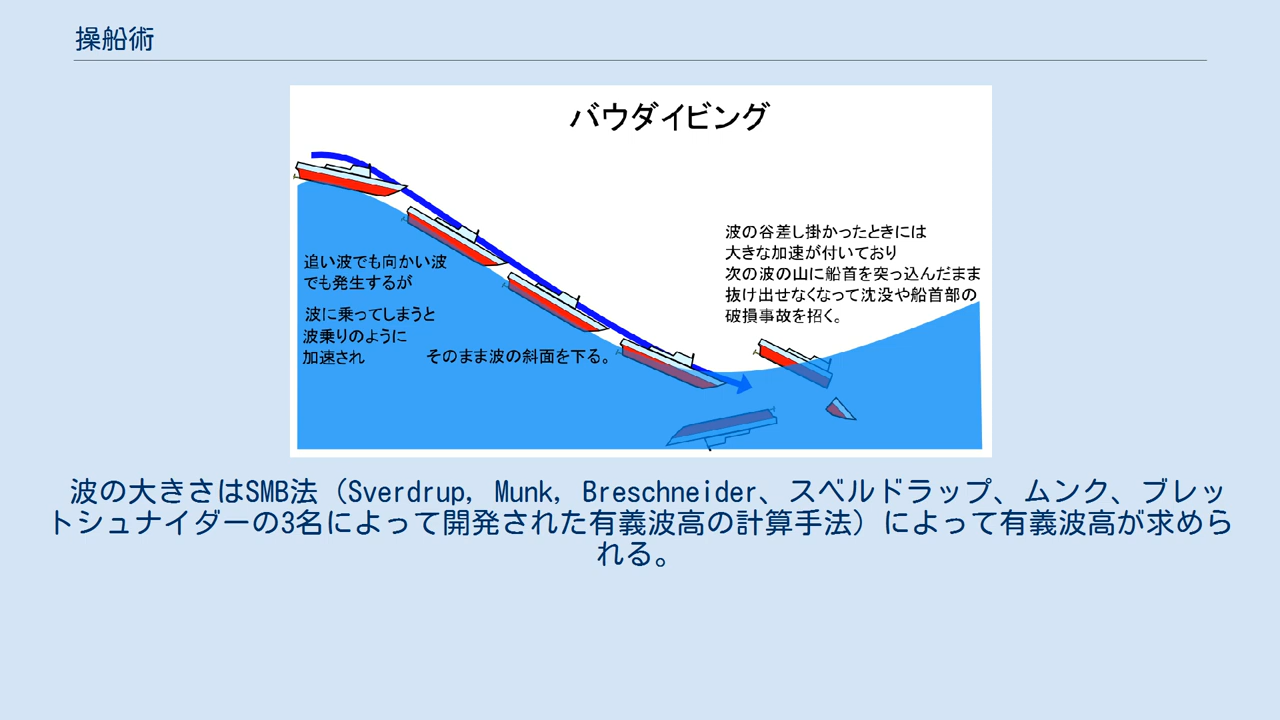 操船術
バウダイビング
追い波でも向かい波
でも発生するが
波に乗ってしまうと
波乗りのように
加速され
そのまま波の斜面を下る。
波の谷差し掛かったときには
大きな加速が付いており
次の波の山に船首を突っ込んだまま
抜け出せなくなって沈没や船首部の
破損事故を招く。
波の大きさはSMB法（Sverdrup, Munk, Breschneider、スベルドラップ、ムンク、ブレッ
トシュナイダーの3名によって開発された有義波高の計算手法）によって有義波高が求めら
れる。